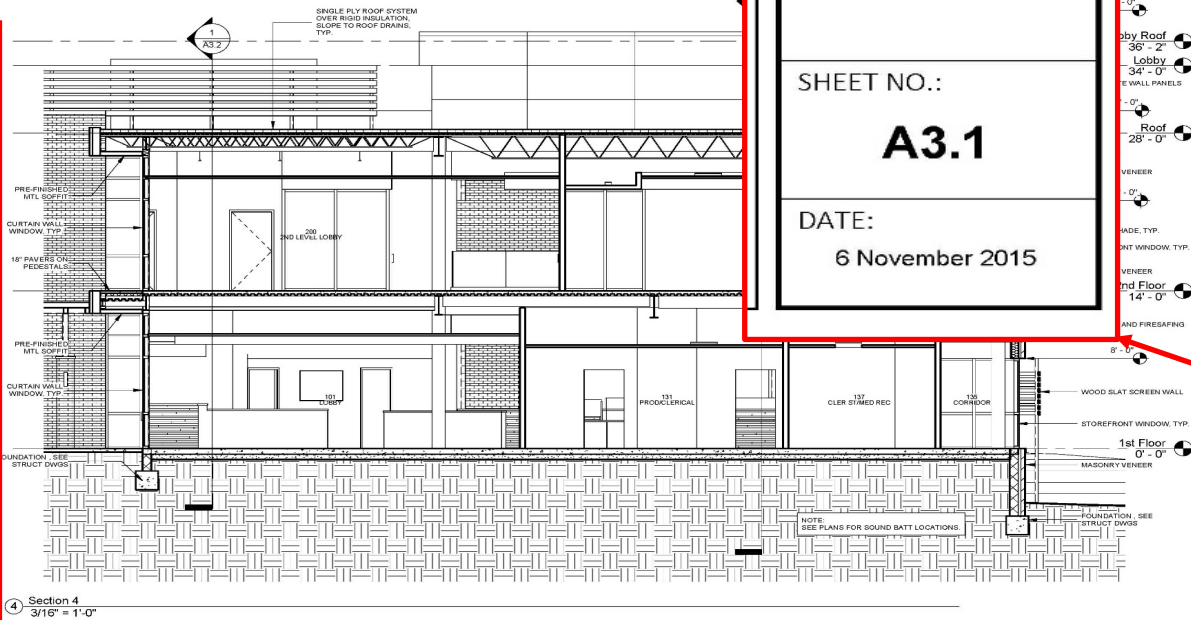 SINGLE PLY ROOF SYSTEM
OVER RIGID INSULATION,
SLOPE TO ROOF DRAINS,
TYP.
1
A3.2
SHEET NO.:
A3.1
DATE:
6 November 2015
Roof
36' - 2"
Lobby
34' - 0"
WALL PANELS
Roof
28' - 0"
VENEER
TYP.
WINDOW, TYP.
VENEER
Floor
14' - 0"
AND FIRESAFING
8' - 0"
WOOD SLAT SCREEN WALL
STOREFRONT WINDOW, TYP.
1st Floor
0' - 0"
MASONRY VENEER
FOUNDATION , SEE
STRUCT DWGS
PRE-FINISHED
MTL SOFFIT
CURTAIN WALL
WINDOW, TYP.
18" PAVERS ON
PEDESTALS
PRE-FINISHED
MTL SOFFIT
CURTAIN WALL
WINDOW, TYP.
SEE
STRUCT DWGS
200
2ND LEVEL LOBBY
101
LOBBY
131
PROD/CLERICAL
137
CLER ST/MED REC
135
CORRIDOR
NOTE:
SEE PLANS FOR SOUND BATT LOCATIONS.
4
Section 4
3/16" = 1'-0"